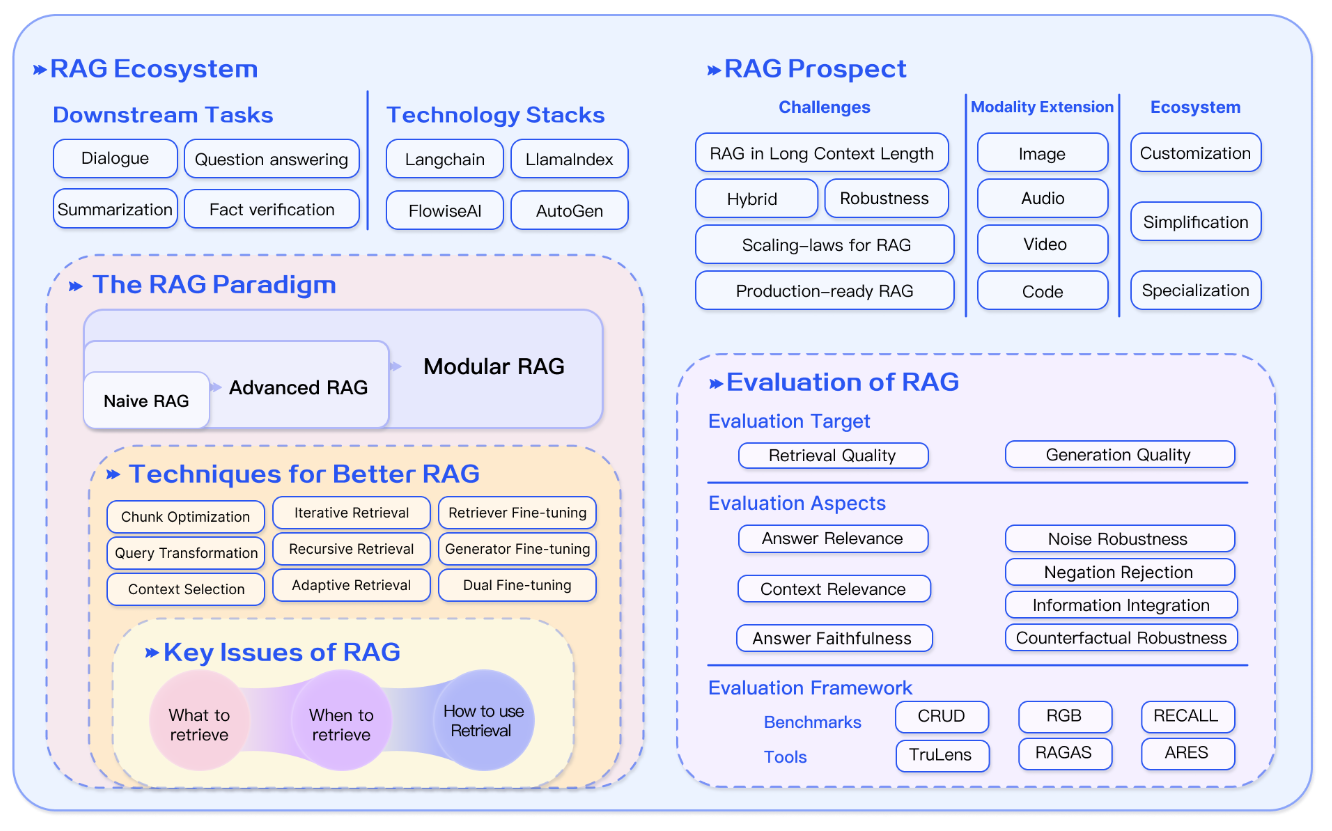 RAG Ecosystem
Downstream Tasks
Dialogue
Question answering
Summarization
Fact verification
Technology Stacks
Langchain
LlamaIndex
FlowiseAI
AutoGen
The RAG Paradigm
Naive RAG
Advanced RAG
Modular RAG
Techniques for Better RAG
Chunk Optimization
Iterative Retrieval
Retriever Fine-tuning
Query Transformation
Recursive Retrieval
Generator Fine-tuning
Context Selection
Adaptive Retrieval
Dual Fine-tuning
Key Issues of RAG
What to
retrieve
When to
retrieve
How to use
Retrieval
RAG Prospect
Challenges
RAG in Long Context Length
Hybrid
Robustness
Scaling-laws for RAG
Production-ready RAG
Modality Extension
Image
Audio
Video
Code
Ecosystem
Customization
Simplification
Specialization
Evaluation of RAG
Evaluation Target
Retrieval Quality
Generation Quality
Evaluation Aspects
Answer Relevance
Context Relevance
Answer Faithfulness
Noise Robustness
Negation Rejection
Information Integration
Counterfactual Robustness
Evaluation Framework
Benchmarks
CRUD
RGB
RECALL
Tools
TruLens
RAGAS
ARES